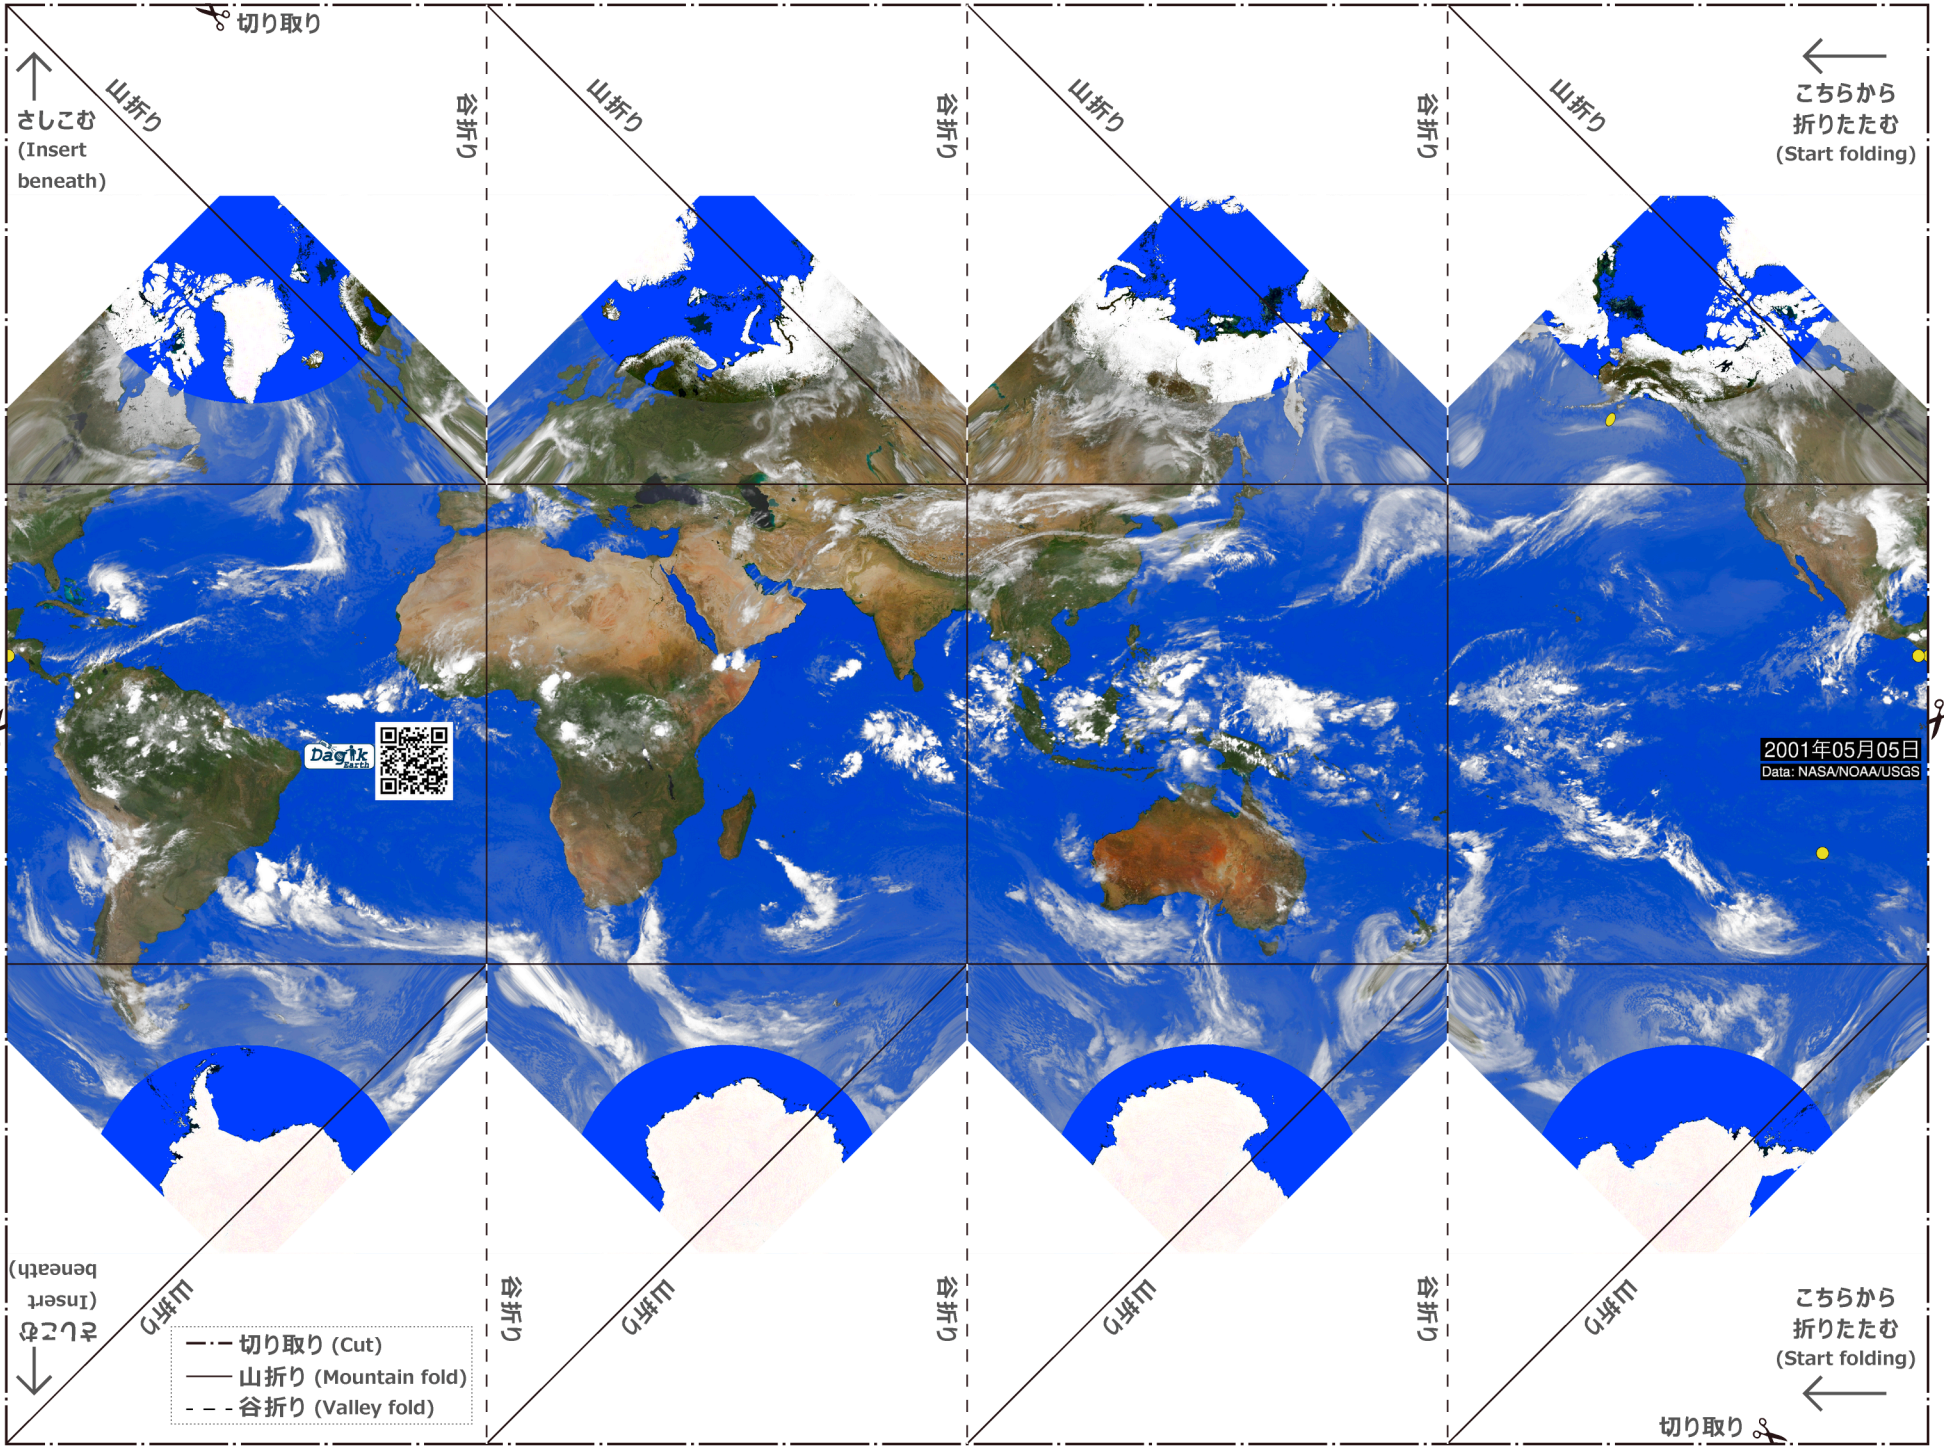 切り取り
山折り
谷折り
山折り
谷折り
山折り
谷折り
山折り
さしこむ
(Insert
beneath)
こちらから
折りたたむ
(Start folding)
Dagik
Earth
2001年05月05日
Data: NASA/NOAA/USGS
さしこむ
(Insert
beneath)
山折り
谷折り
山折り
谷折り
山折り
谷折り
山折り
こちらから
折りたたむ
(Start folding)
切り取り (Cut)
山折り (Mountain fold)
谷折り (Valley fold)
切り取り